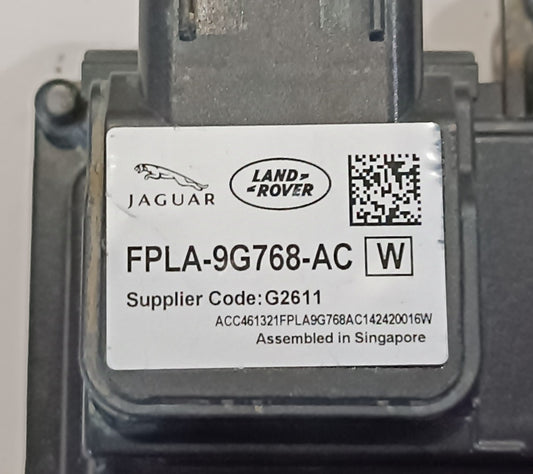 JAGUAR
LAND-
-ROVER
FPLA-9G768-AC W
Supplier Code:G2611
ACC461321FPLA9G768AC142420016W
Assembled in Singapore